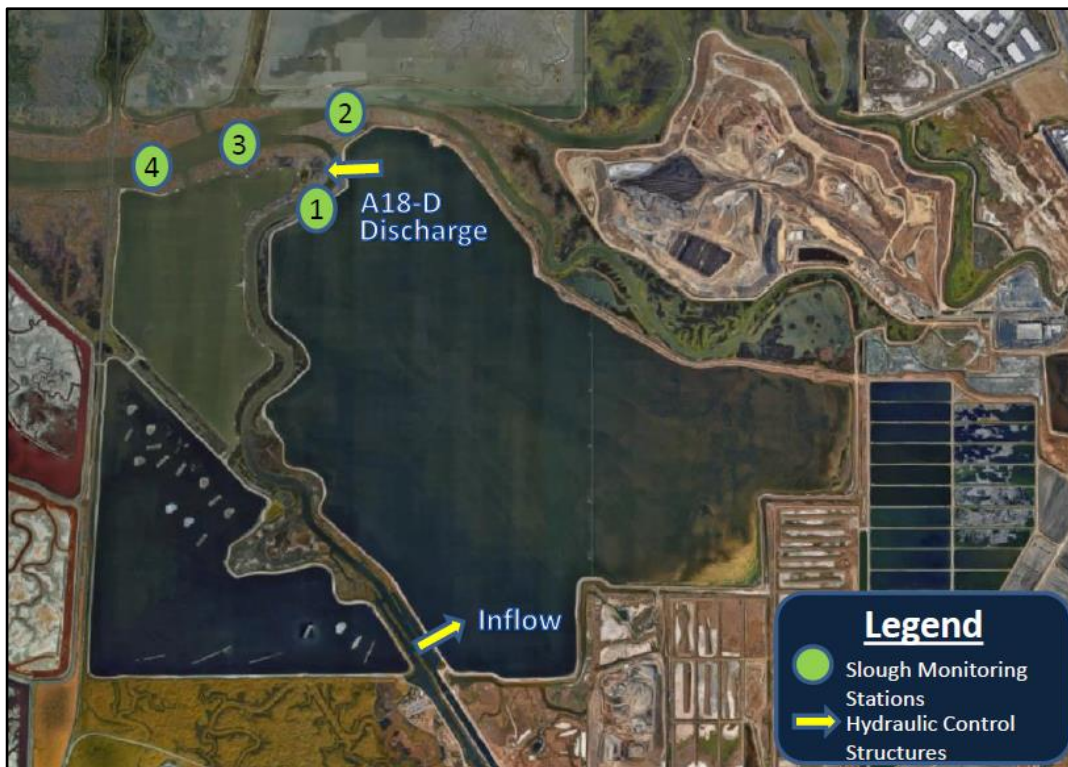 2
3
4
1
A18-D
Discharge
Inflow
Legend
Slough Monitoring
Stations
Hydraulic Control
Structures